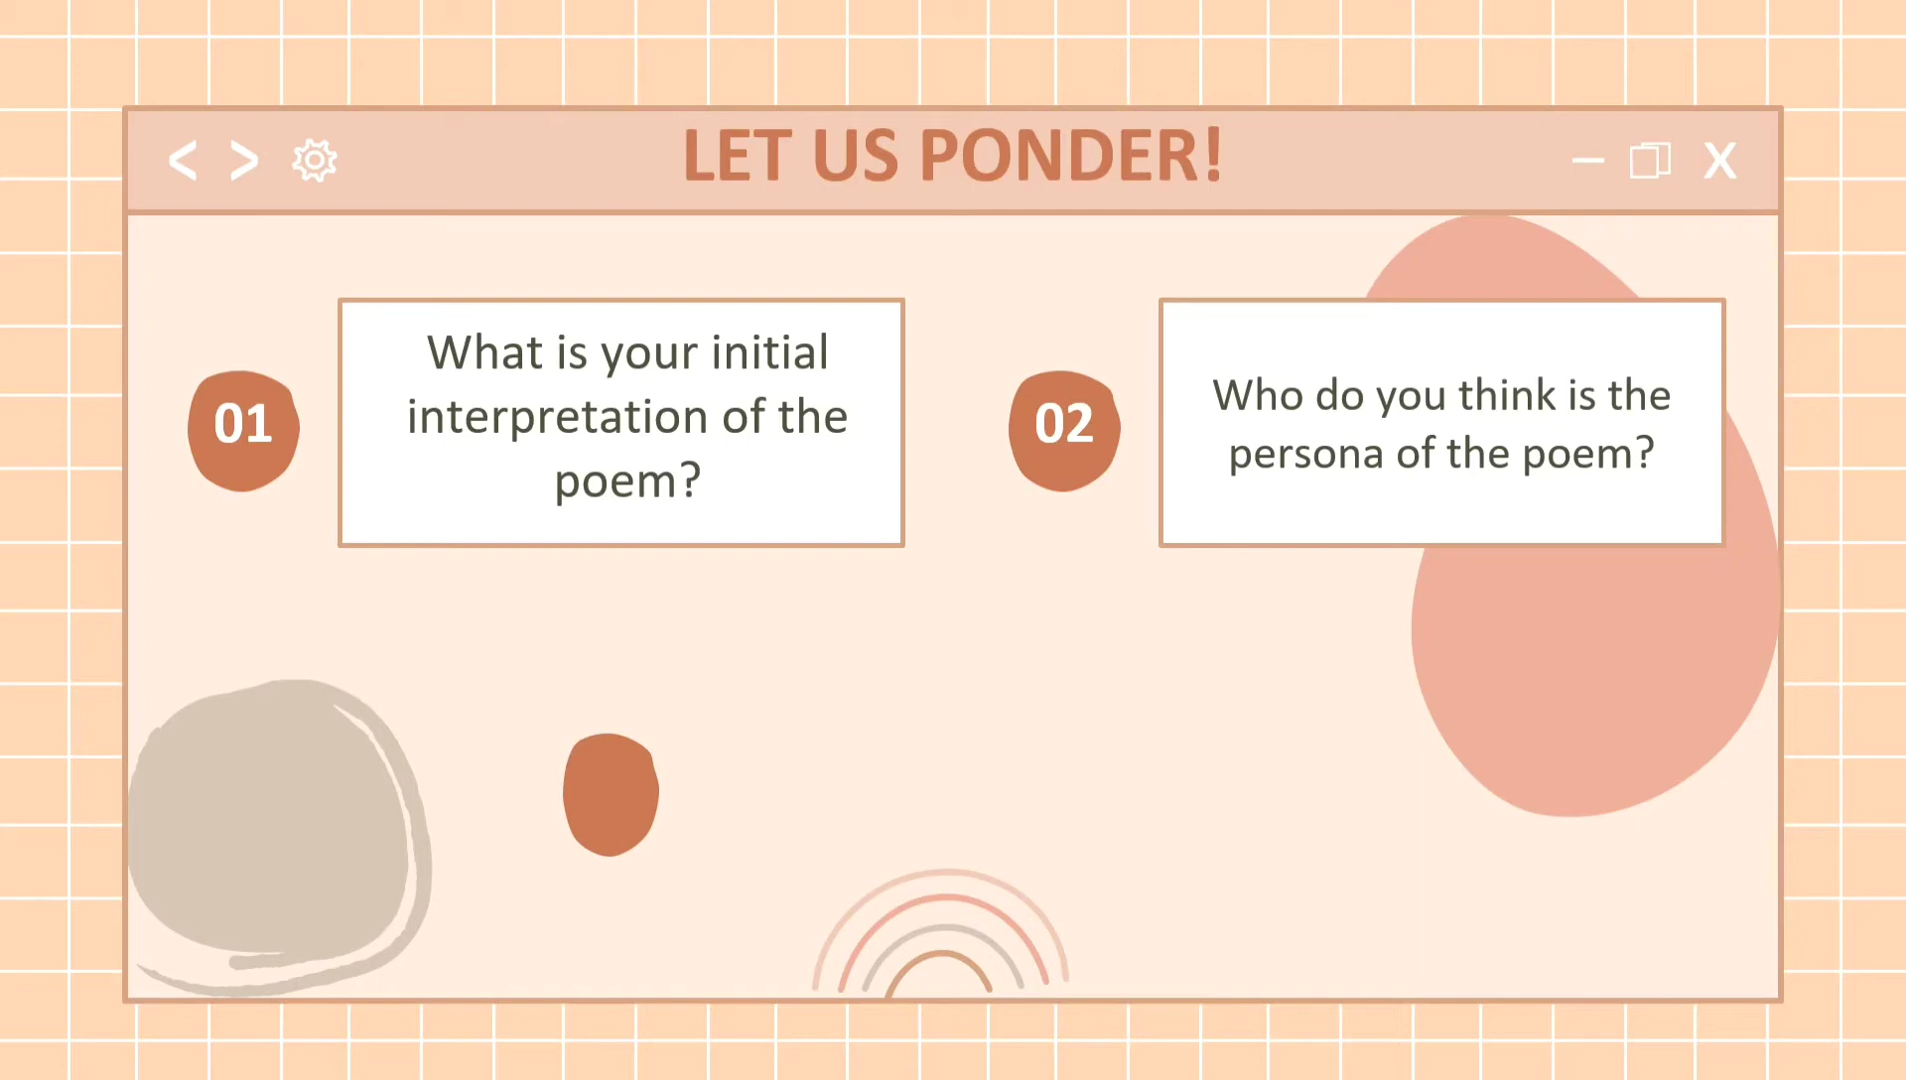 LET US PONDER!
01
What is your initial
interpretation of the
poem?
02
Who do you think is the
persona of the poem?